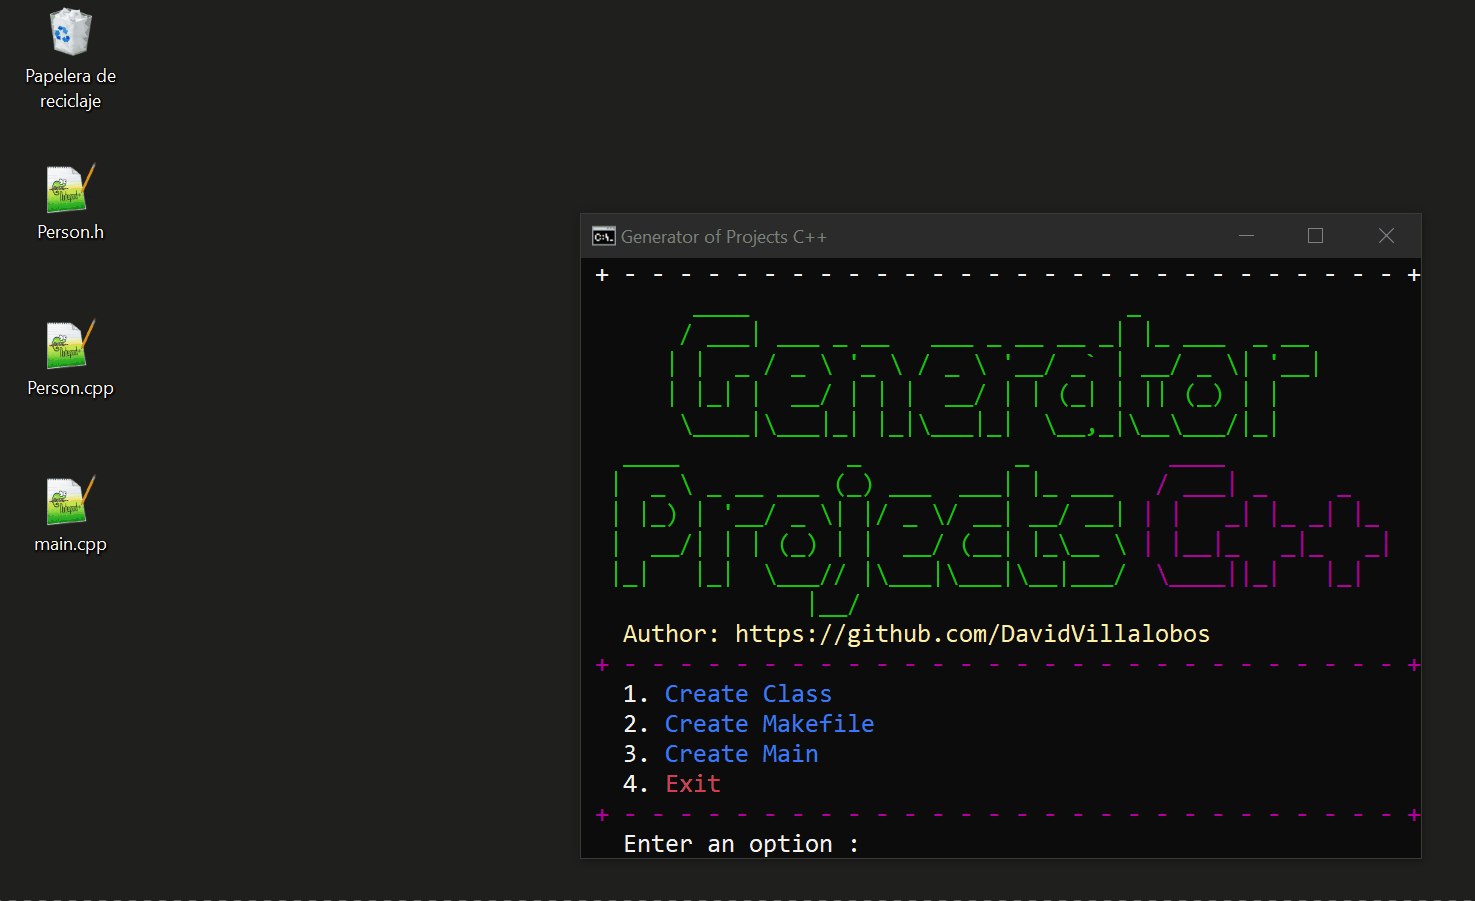 Papelera de
reciclaje
Person.h
Person.cpp
main.cpp
Generator of Projects C++
Generator
Projects C++
Author: https://github.com/DavidVillalobos
1. Create Class
2. Create Makefile
3. Create Main
4. Exit
Enter an option :